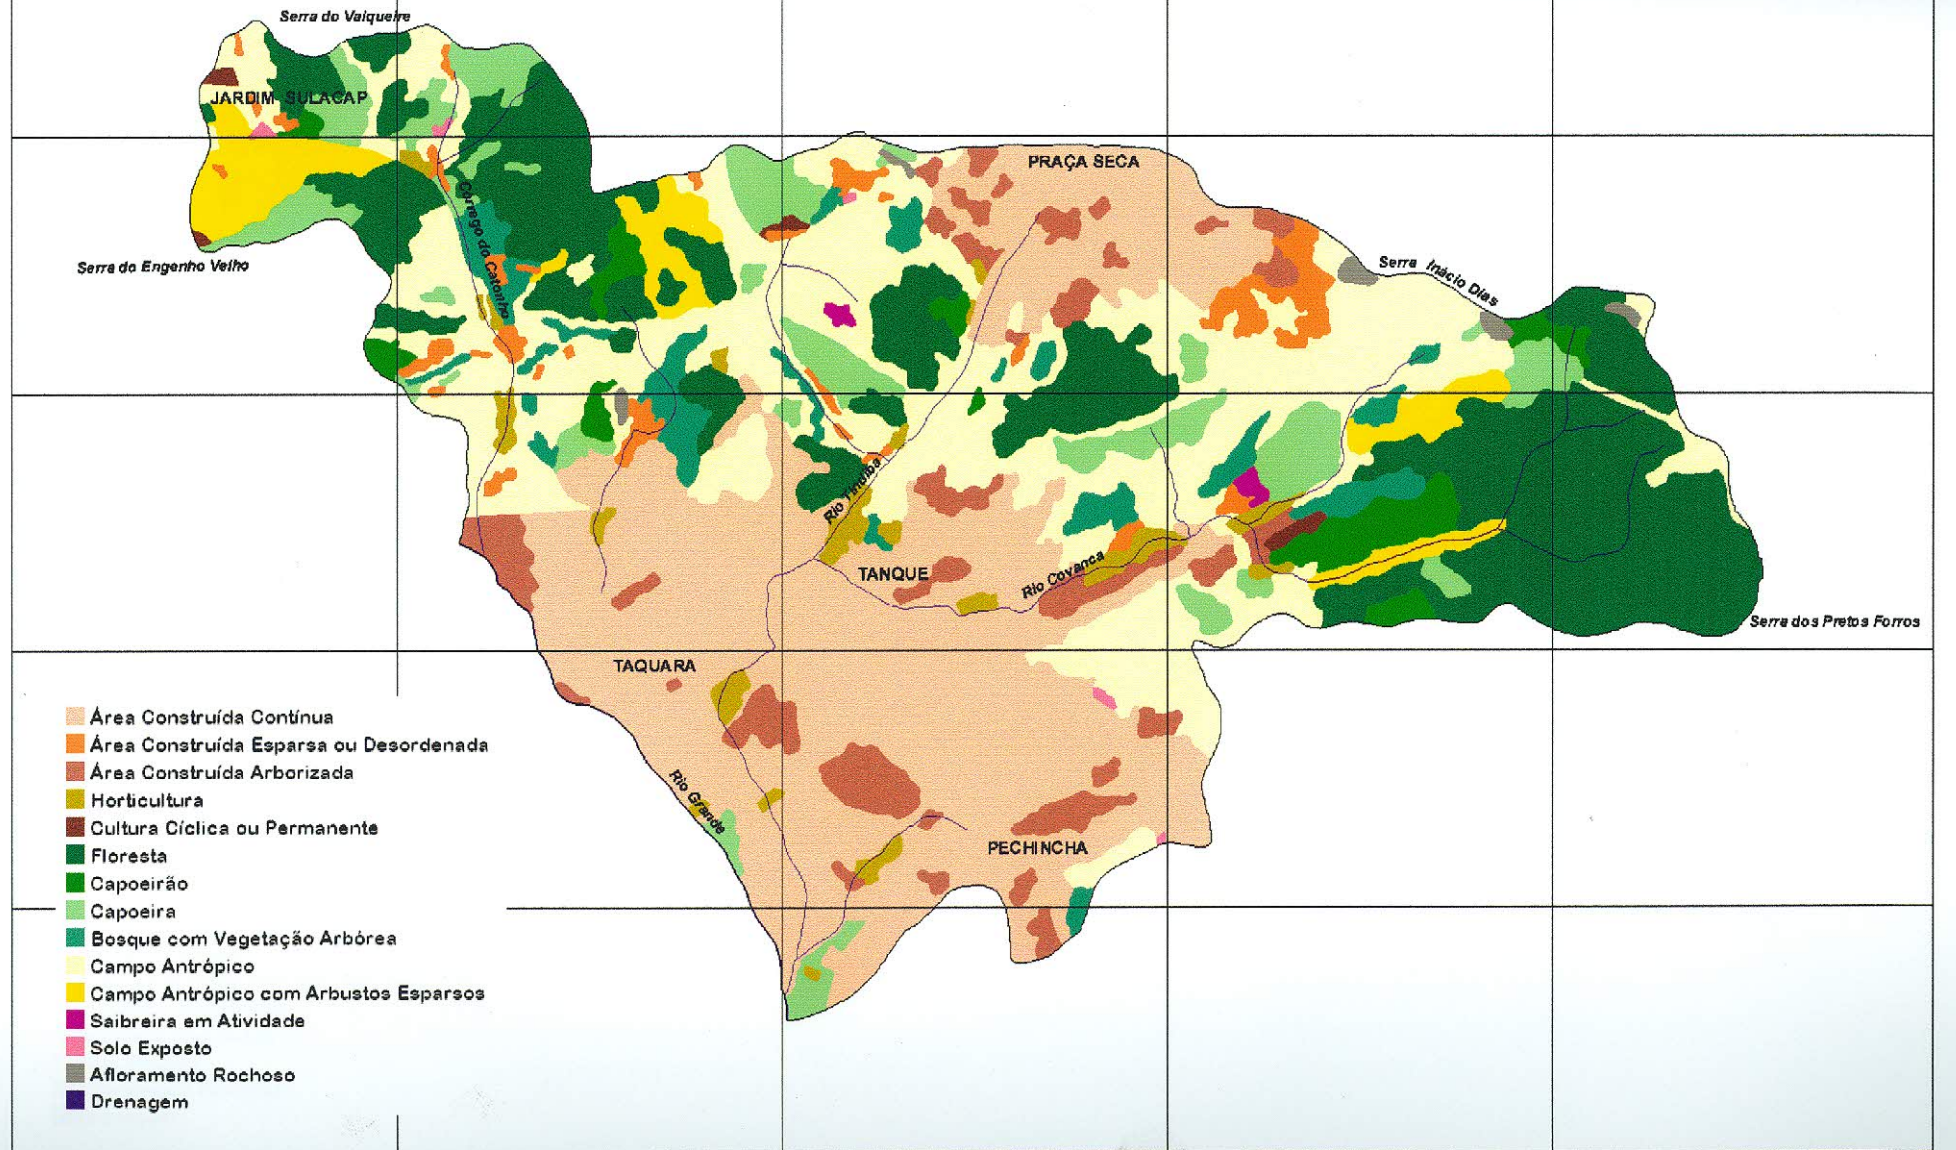 Serra do Valqueire
JARDIM SULACAP
PRAÇA SECA
Córrego do Catonho
Serra do Engenho Velho
Serra Inácio Dias
Rio Tindiba
TANQUE
Rio Covanca
Serra dos Pretos Forros
TAQUARA
Rio Grande
PECHINCHA
Área Construída Contínua
Área Construída Esparsa ou Desordenada
Área Construída Arborizada
Horticultura
Cultura Cíclica ou Permanente
Floresta
Capoeirão
Capoeira
Bosque com Vegetação Arbórea
Campo Antrópico
Campo Antrópico com Arbustos Esparsos
Saibreira em Atividade
Solo Exposto
Afloramento Rochoso
Drenagem